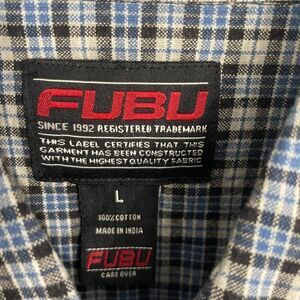 FUBU
SINCE 1992 REGISTERED TRADEMARK
THIS LABEL CERTIFIES THAT THIS
GARMENT HAS BEEN CONSTRUCTED
WITH THE HIGHEST QUALITY FABRIC
L
100% COTTON
MADE IN INDIA
FUBU
CARE OVER